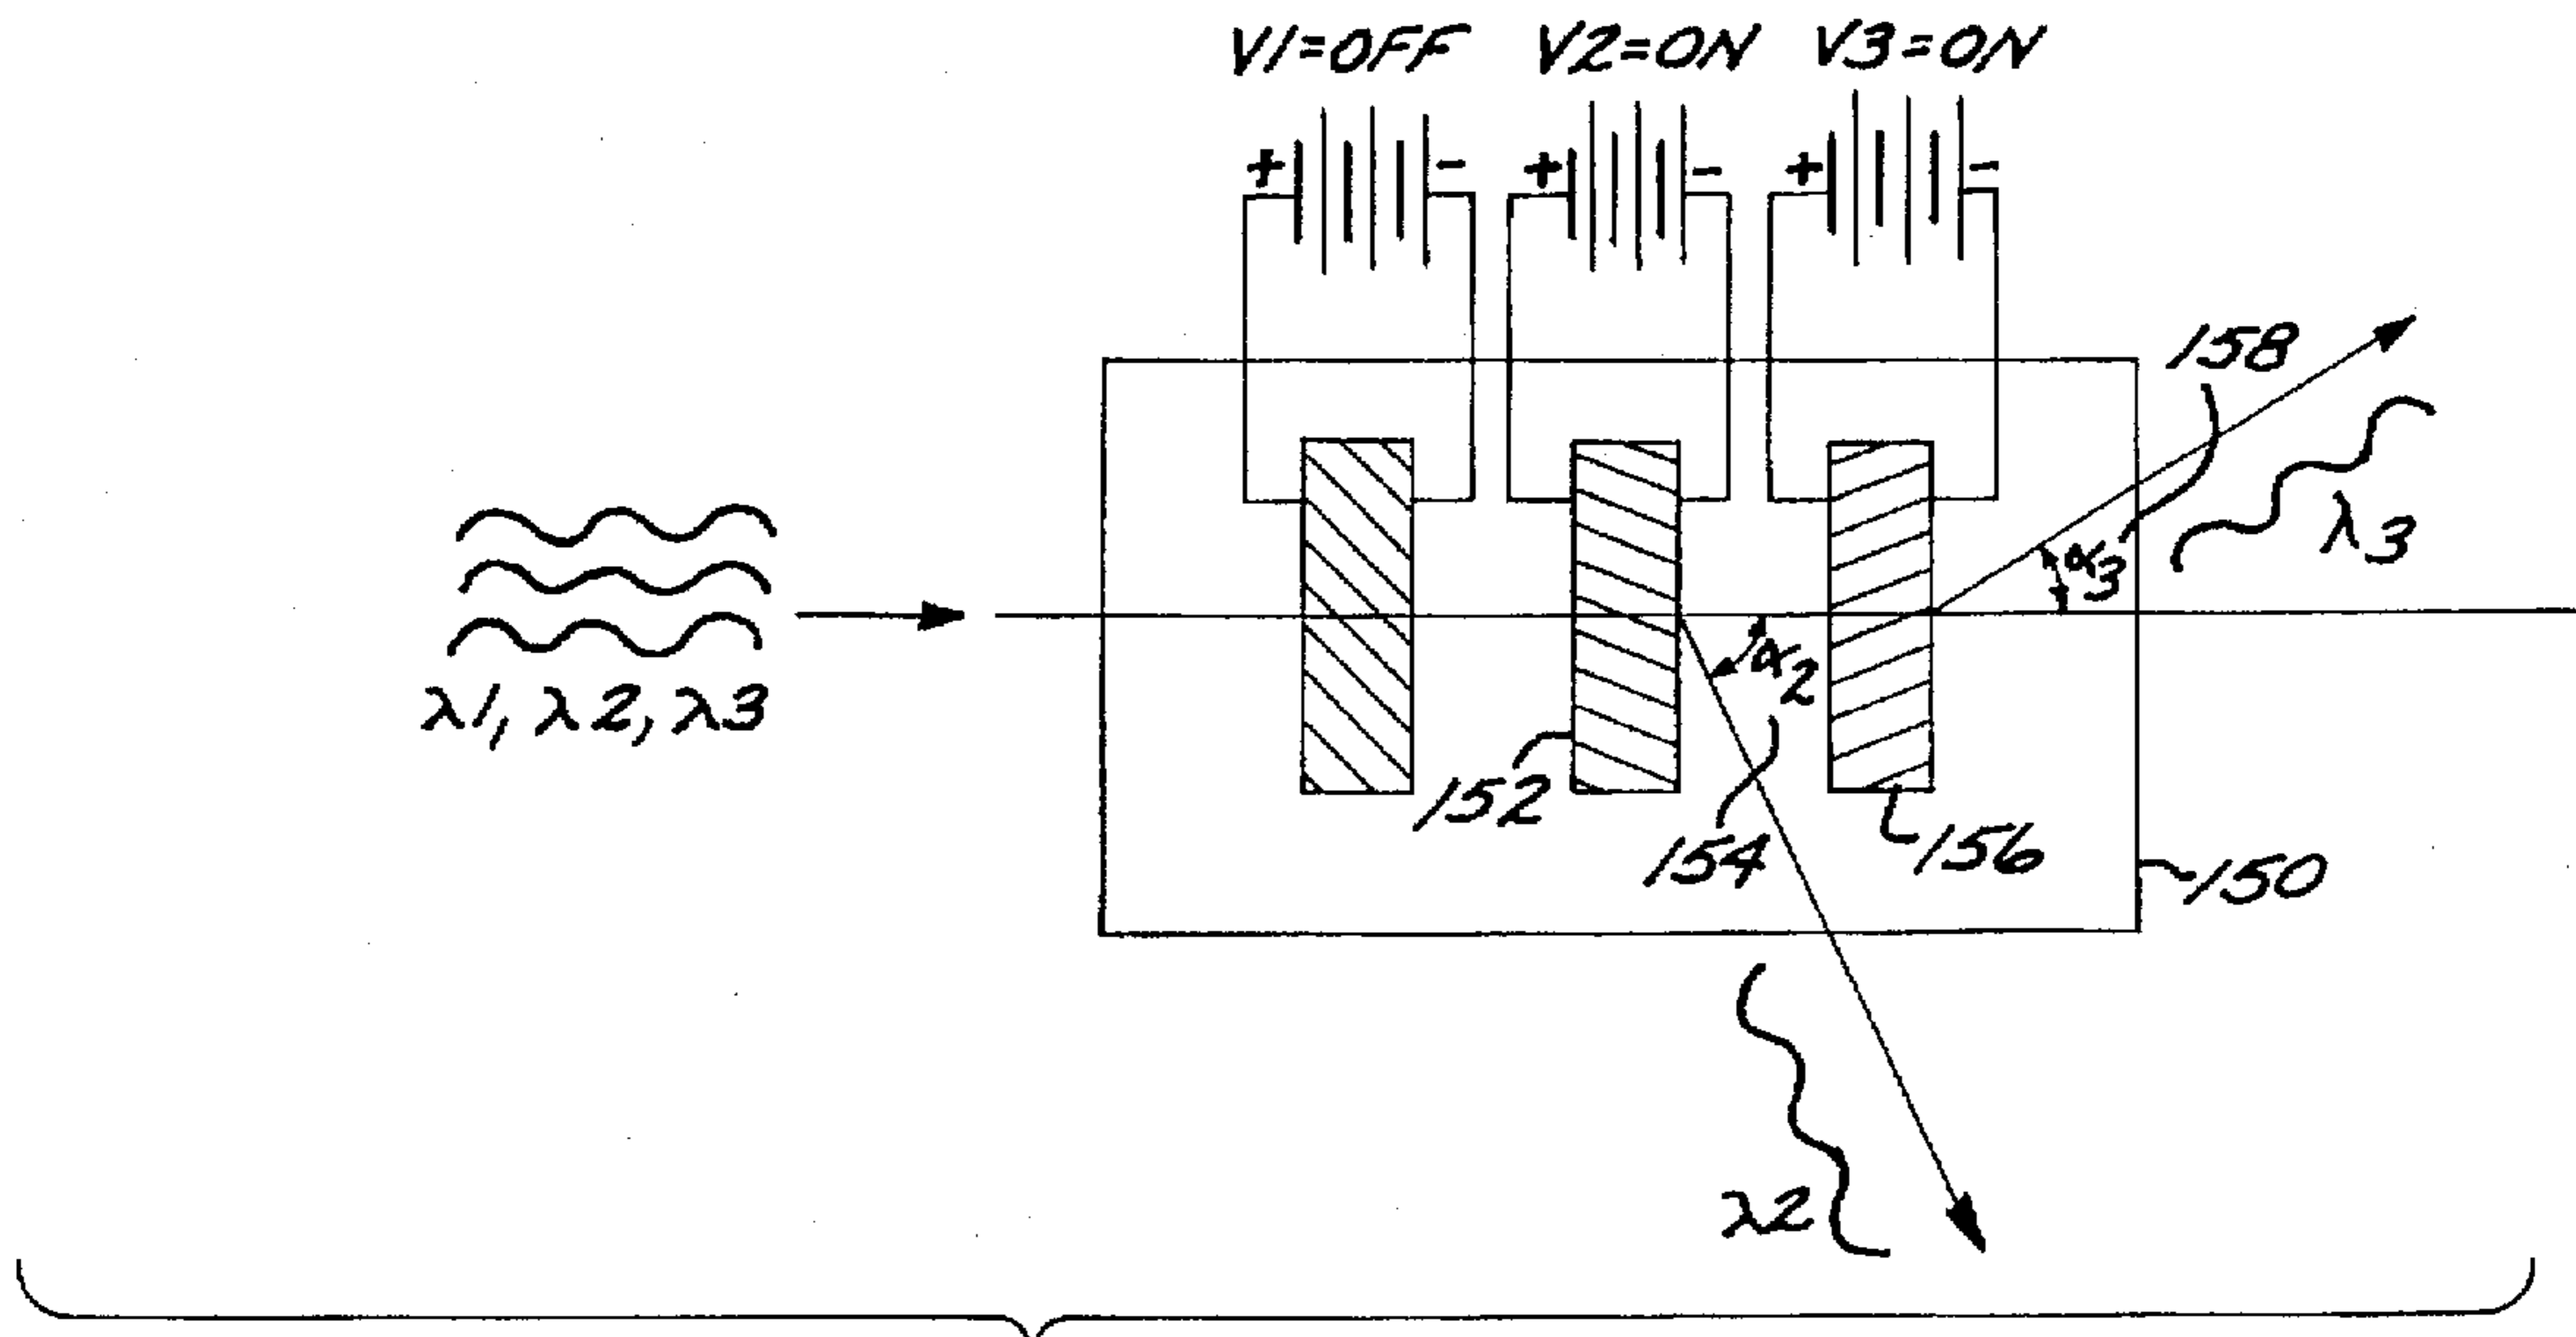 V1=OFF V2=ON V3=ON
+ - + - + -
158
λ3
α3
λ1, λ2, λ3
α2
152
154
156
150
λ2